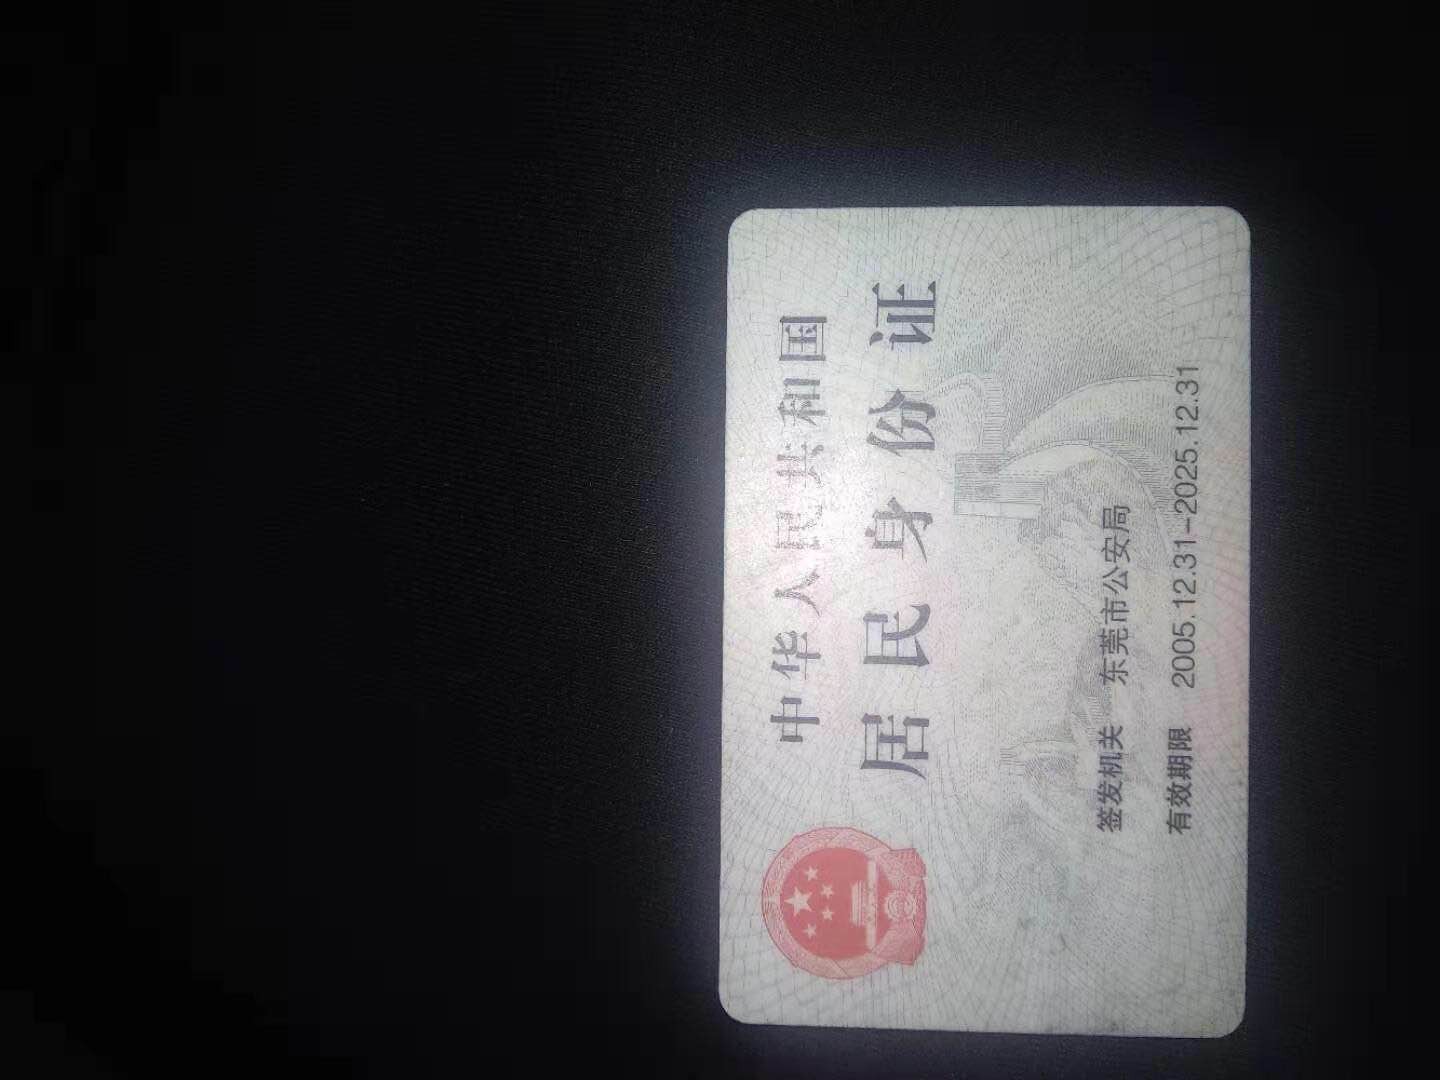 中华人民共和国
居民身份证
签发机关 东莞市公安局
有效期限 2005.12.31-2025.12.31